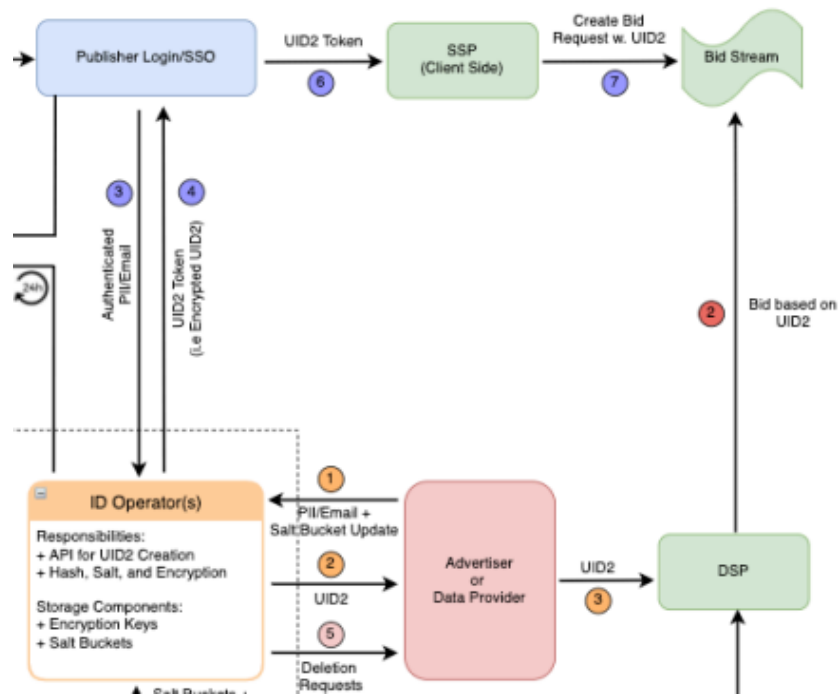 Publisher Login/SSO
UID2 Token
6
SSP
(Client Side)
Create Bid
Request w. UID2
7
Bid Stream
3
Authenticated
PII/Email
4
UID2 Token
(i.e Encrypted UID2)
24h
2
Bid based on
UID2
ID Operator(s)
Responsibilities:
+ API for UID2 Creation
+ Hash, Salt, and Encryption
Storage Components:
+ Encryption Keys
+ Salt Buckets
1
PII/Email +
Salt Bucket Update
2
UID2
5
Deletion
Requests
Advertiser
or
Data Provider
UID2
3
DSP
Salt Buckets +